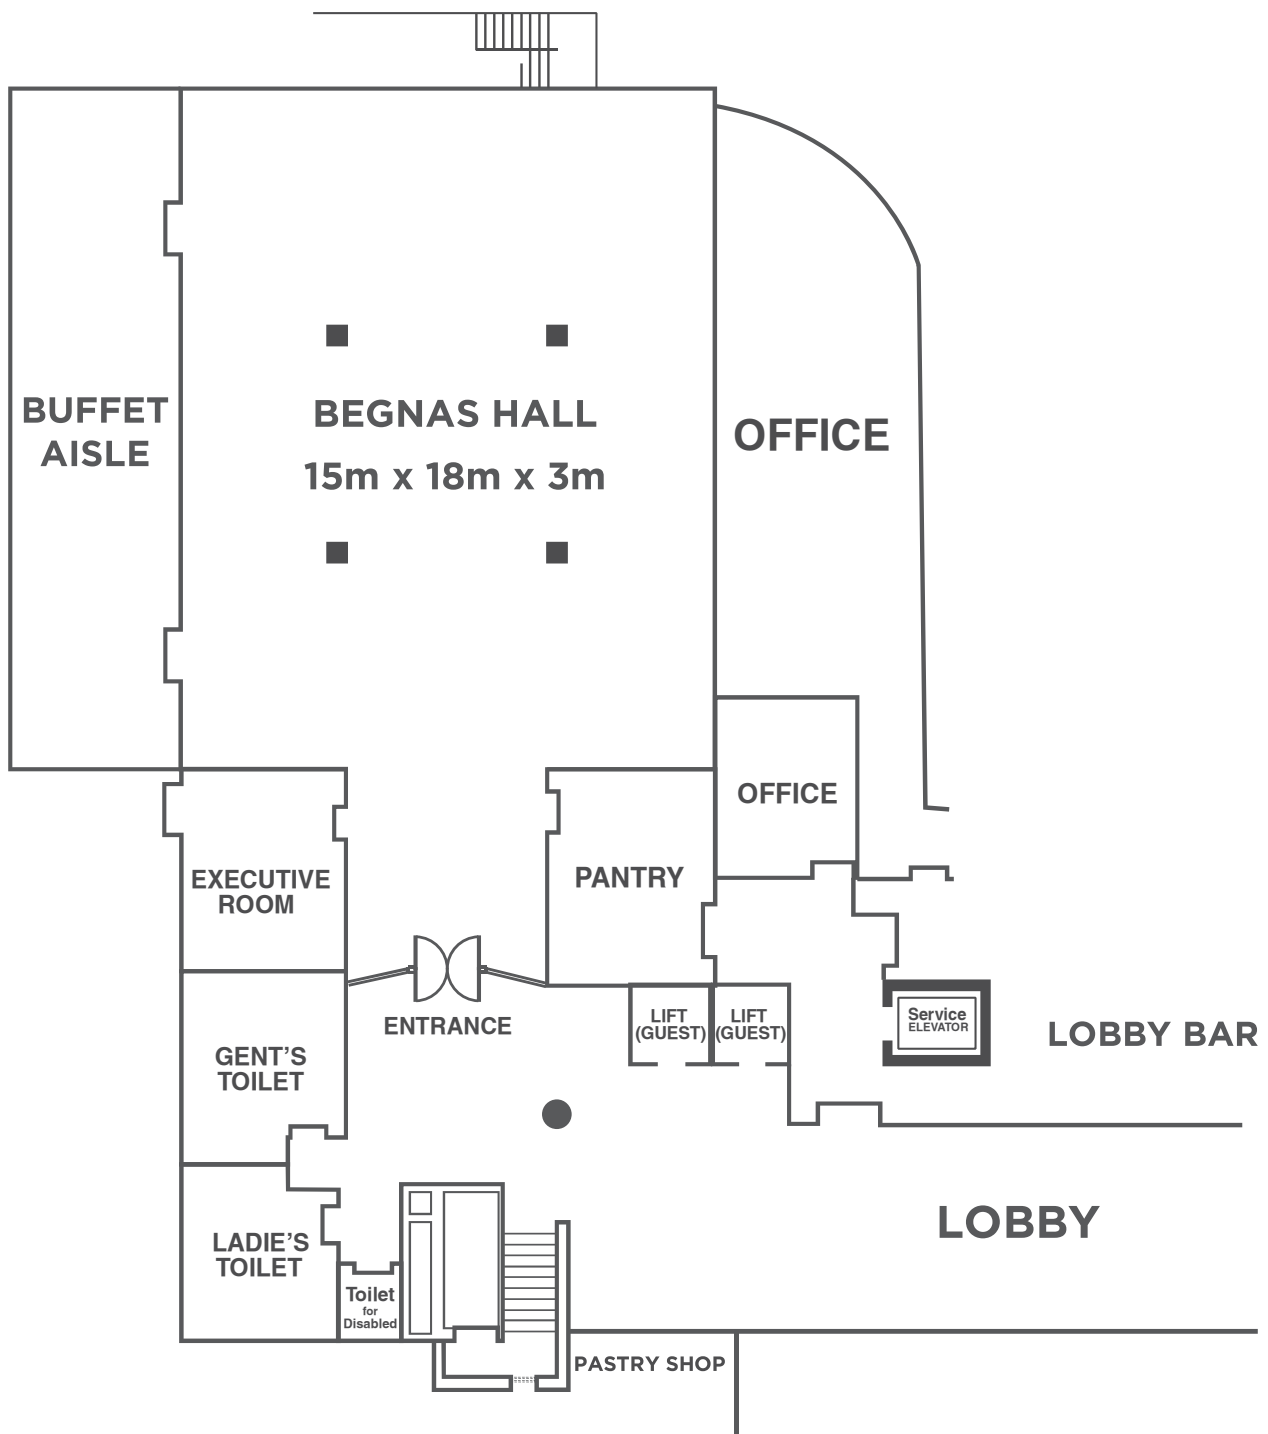 BUFFET
AISLE
BEGNAS HALL
15m x 18m x 3m
OFFICE
OFFICE
EXECUTIVE
ROOM
PANTRY
ENTRANCE
LIFT
(GUEST)
LIFT
(GUEST)
Service
ELEVATOR
LOBBY BAR
GENT'S
TOILET
LOBBY
LADIE'S
TOILET
Toilet
for
Disabled
PASTRY SHOP